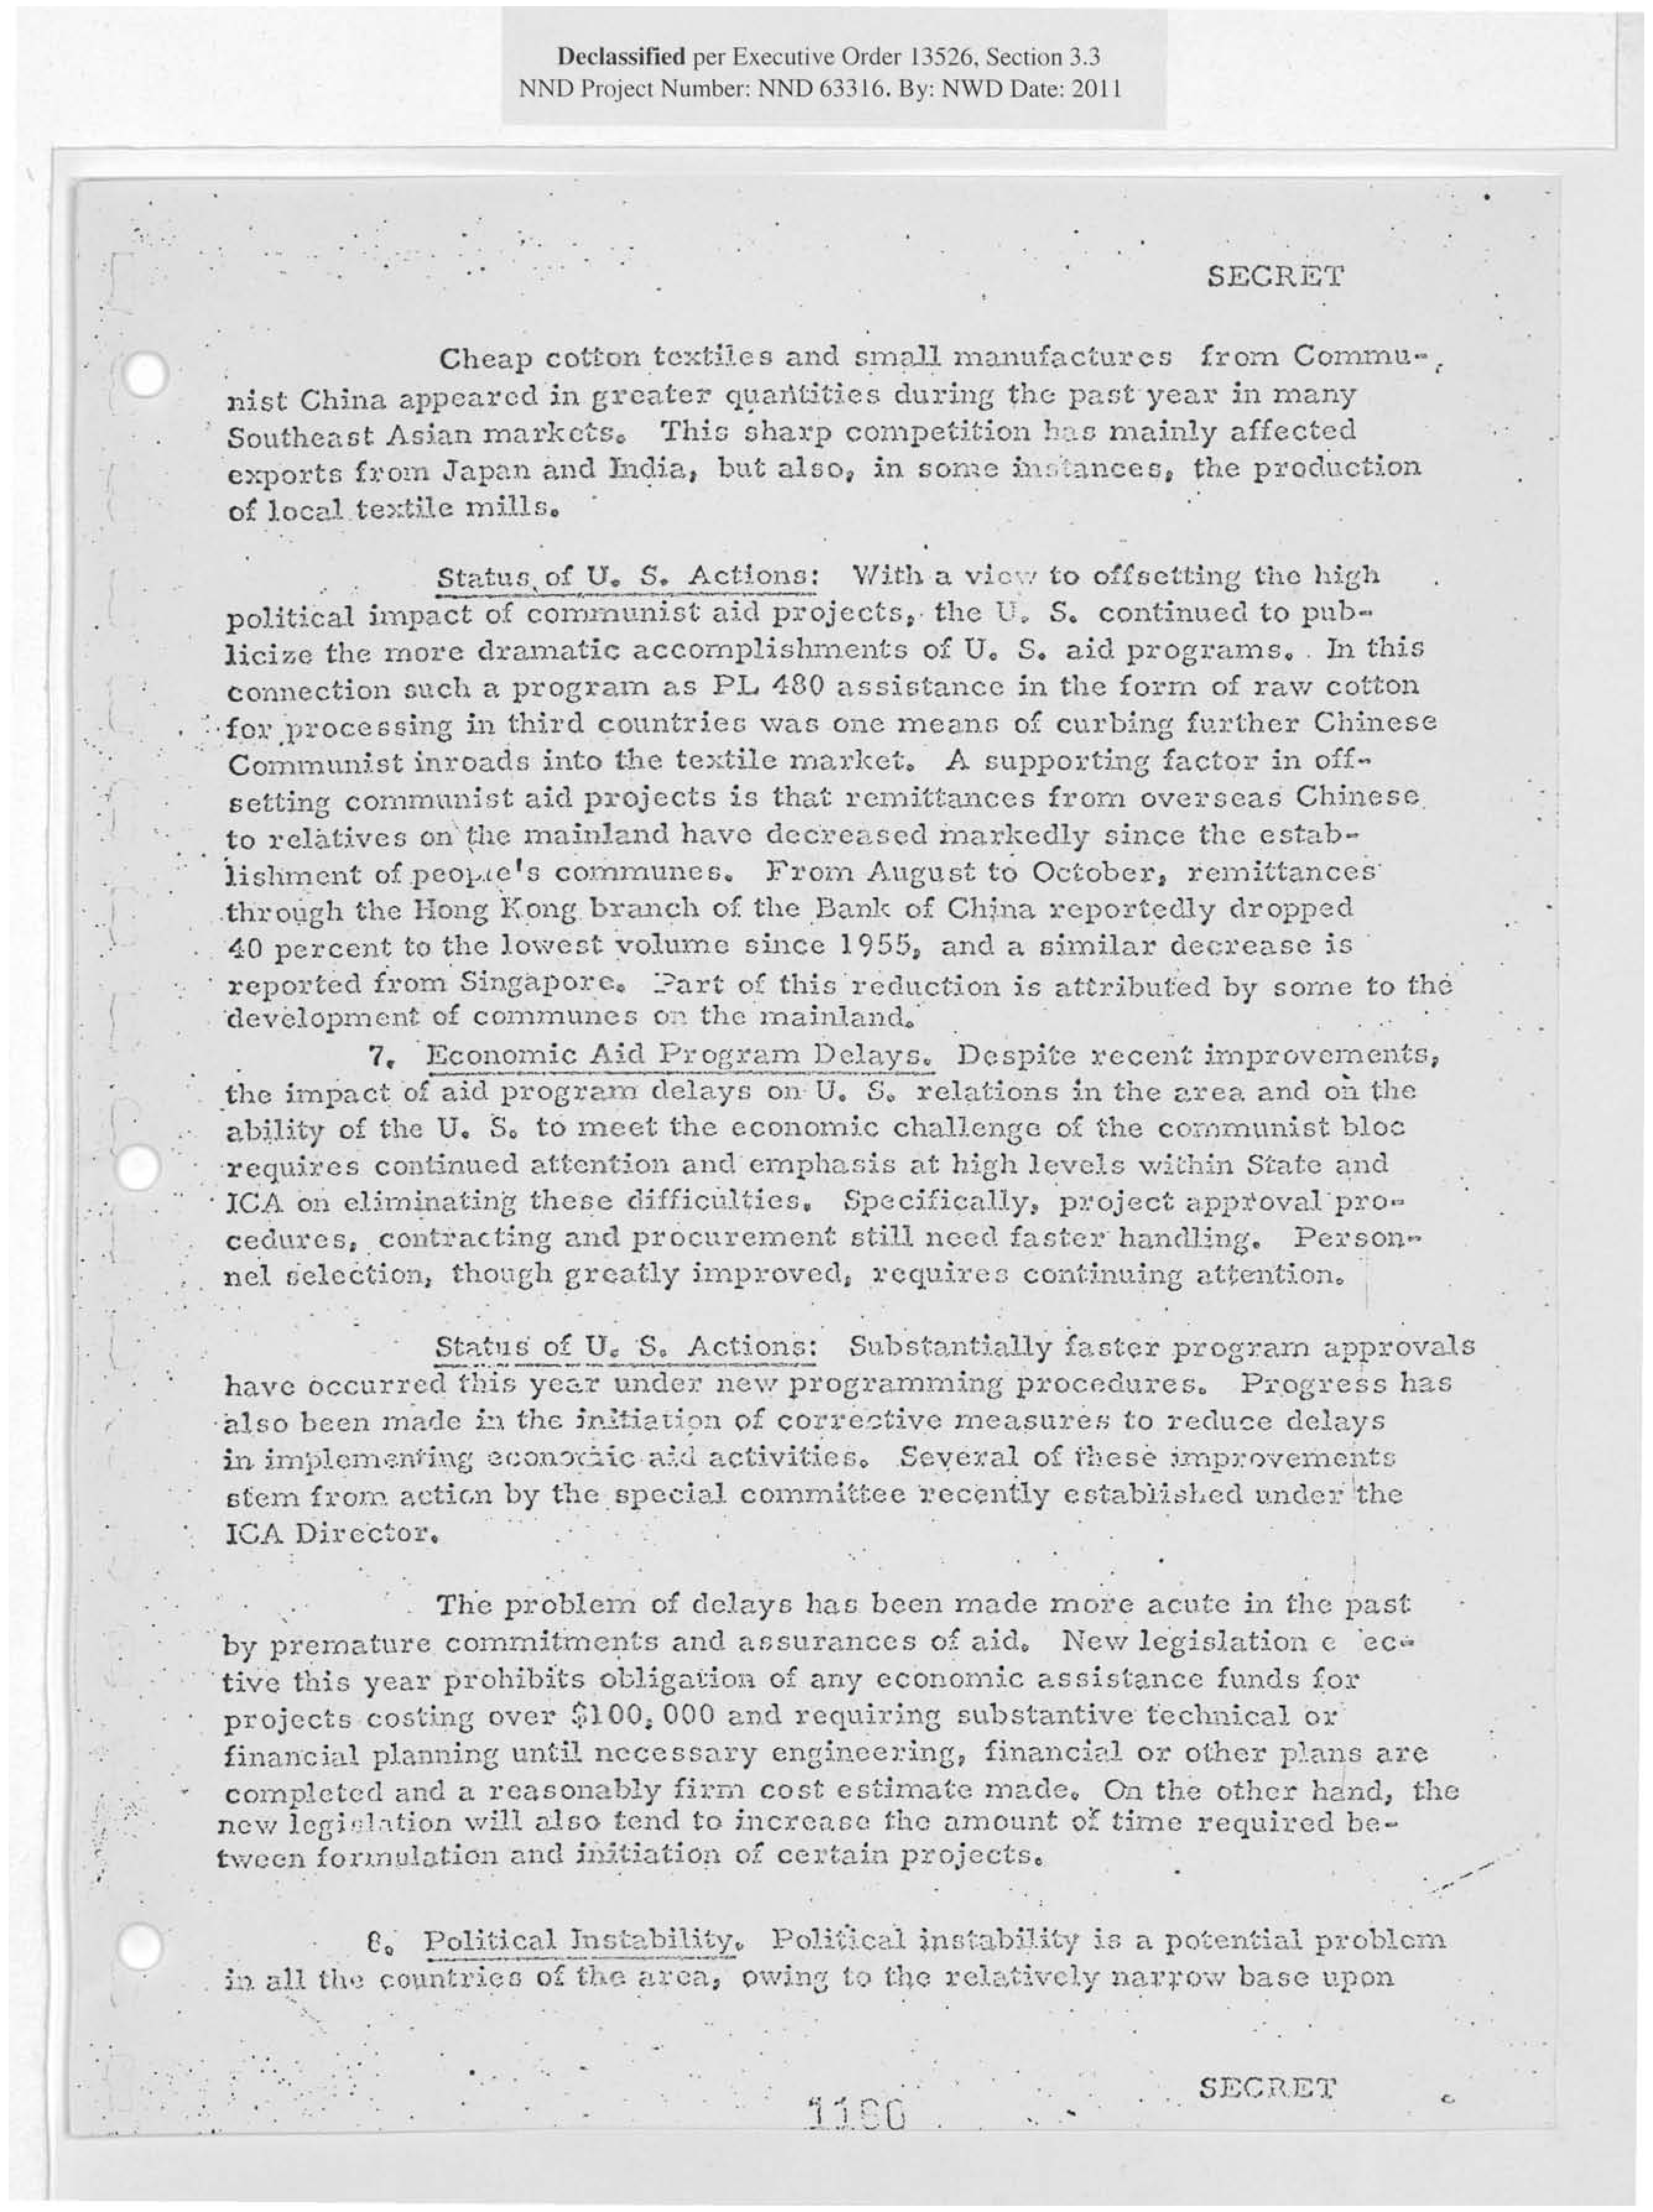 Declassified per Executive Order 13526, Section 3.3
NND Project Number: NND 63316. By: NWD Date: 2011
SECRET
Cheap cotton textiles and small manufactures from Commu-
nist China appeared in greater quantities during the past year in many
Southeast Asian markets. This sharp competition has mainly affected
exports from Japan and India, but also, in some instances, the production
of local textile mills.
Status of U. S. Actions: With a view to offsetting the high
political impact of communist aid projects, the U. S. continued to pub-
licize the more dramatic accomplishments of U. S. aid programs. In this
connection such a program as PL 480 assistance in the form of raw cotton
for processing in third countries was one means of curbing further Chinese
Communist inroads into the textile market. A supporting factor in off-
setting communist aid projects is that remittances from overseas Chinese
to relatives on the mainland have decreased markedly since the estab-
lishment of people's communes. From August to October, remittances
through the Hong Kong branch of the Bank of China reportedly dropped
40 percent to the lowest volume since 1955, and a similar decrease is
reported from Singapore. Part of this reduction is attributed by some to the
development of communes on the mainland.
7. Economic Aid Program Delays. Despite recent improvements,
the impact of aid program delays on U. S. relations in the area and on the
ability of the U. S. to meet the economic challenge of the communist bloc
requires continued attention and emphasis at high levels within State and
ICA on eliminating these difficulties. Specifically, project approval pro-
cedures, contracting and procurement still need faster handling. Person-
nel selection, though greatly improved, requires continuing attention.
Status of U. S. Actions: Substantially faster program approvals
have occurred this year under new programming procedures. Progress has
also been made in the initiation of corrective measures to reduce delays
in implementing economic aid activities. Several of these improvements
stem from action by the special committee recently established under the
ICA Director.
The problem of delays has been made more acute in the past
by premature commitments and assurances of aid. New legislation e ec-
tive this year prohibits obligation of any economic assistance funds for
projects costing over $100,000 and requiring substantive technical or
financial planning until necessary engineering, financial or other plans are
completed and a reasonably firm cost estimate made. On the other hand, the
new legislation will also tend to increase the amount of time required be-
tween formulation and initiation of certain projects.
8. Political Instability. Political instability is a potential problem
in all the countries of the area, owing to the relatively narrow base upon
SECRET